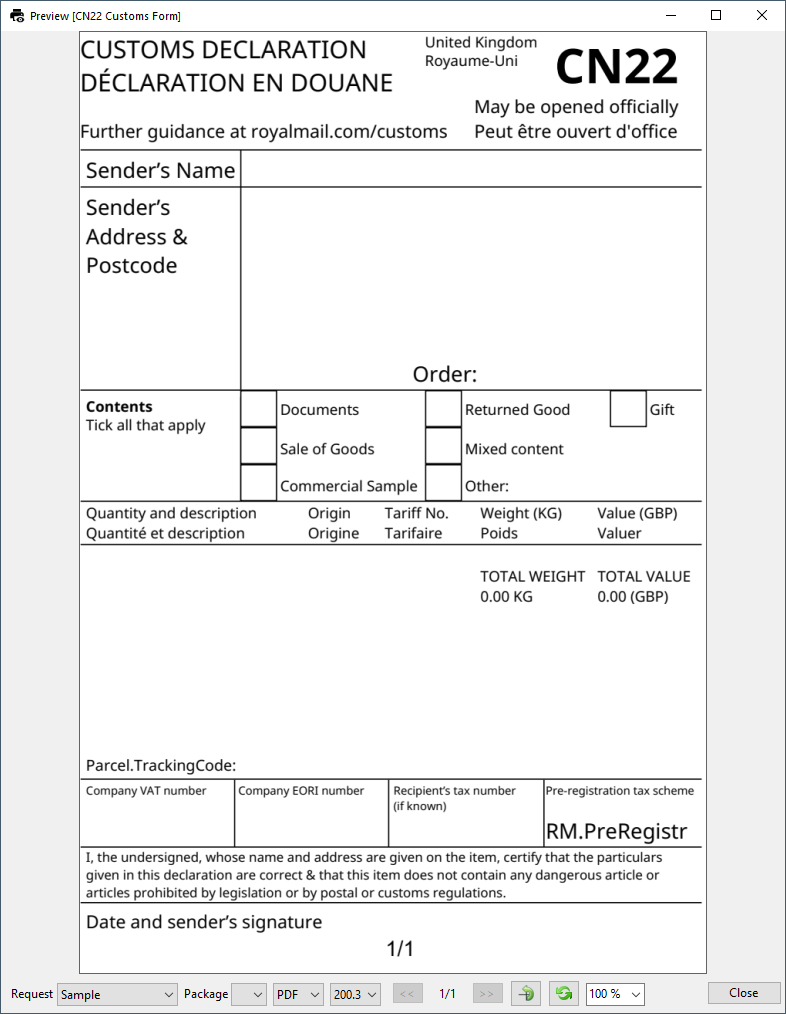 Preview [CN22 Customs Form]
CUSTOMS DECLARATION
DÉCLARATION EN DOUANE
United Kingdom
Royaume-Uni
CN22
May be opened officially
Further guidance at royalmail.com/customs
Peut être ouvert d'office
Sender’s Name
Sender’s
Address &
Postcode
Order:
Contents
Tick all that apply
Documents
Returned Good
Gift
Sale of Goods
Mixed content
Commercial Sample
Other:
Quantity and description Origin Tariff No. Weight (KG) Value (GBP)
Quantité et description Origine Tarifaire Poids Valuer
TOTAL WEIGHT TOTAL VALUE
0.00 KG 0.00 (GBP)
Parcel.TrackingCode:
Company VAT number
Company EORI number
Recipient’s tax number
(if known)
Pre-registration tax scheme
RM.PreRegistr
I, the undersigned, whose name and address are given on the item, certify that the particulars
given in this declaration are correct & that this item does not contain any dangerous article or
articles prohibited by legislation or by postal or customs regulations.
Date and sender’s signature
1/1
Request Sample Package PDF 200.3 << 1/1 >> 100 % Close